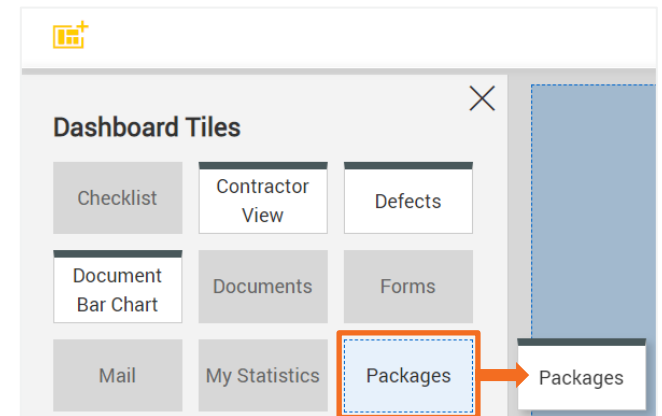 Dashboard Tiles
Checklist
Contractor
View
Defects
Document
Bar Chart
Documents
Forms
Mail
My Statistics
Packages
Packages